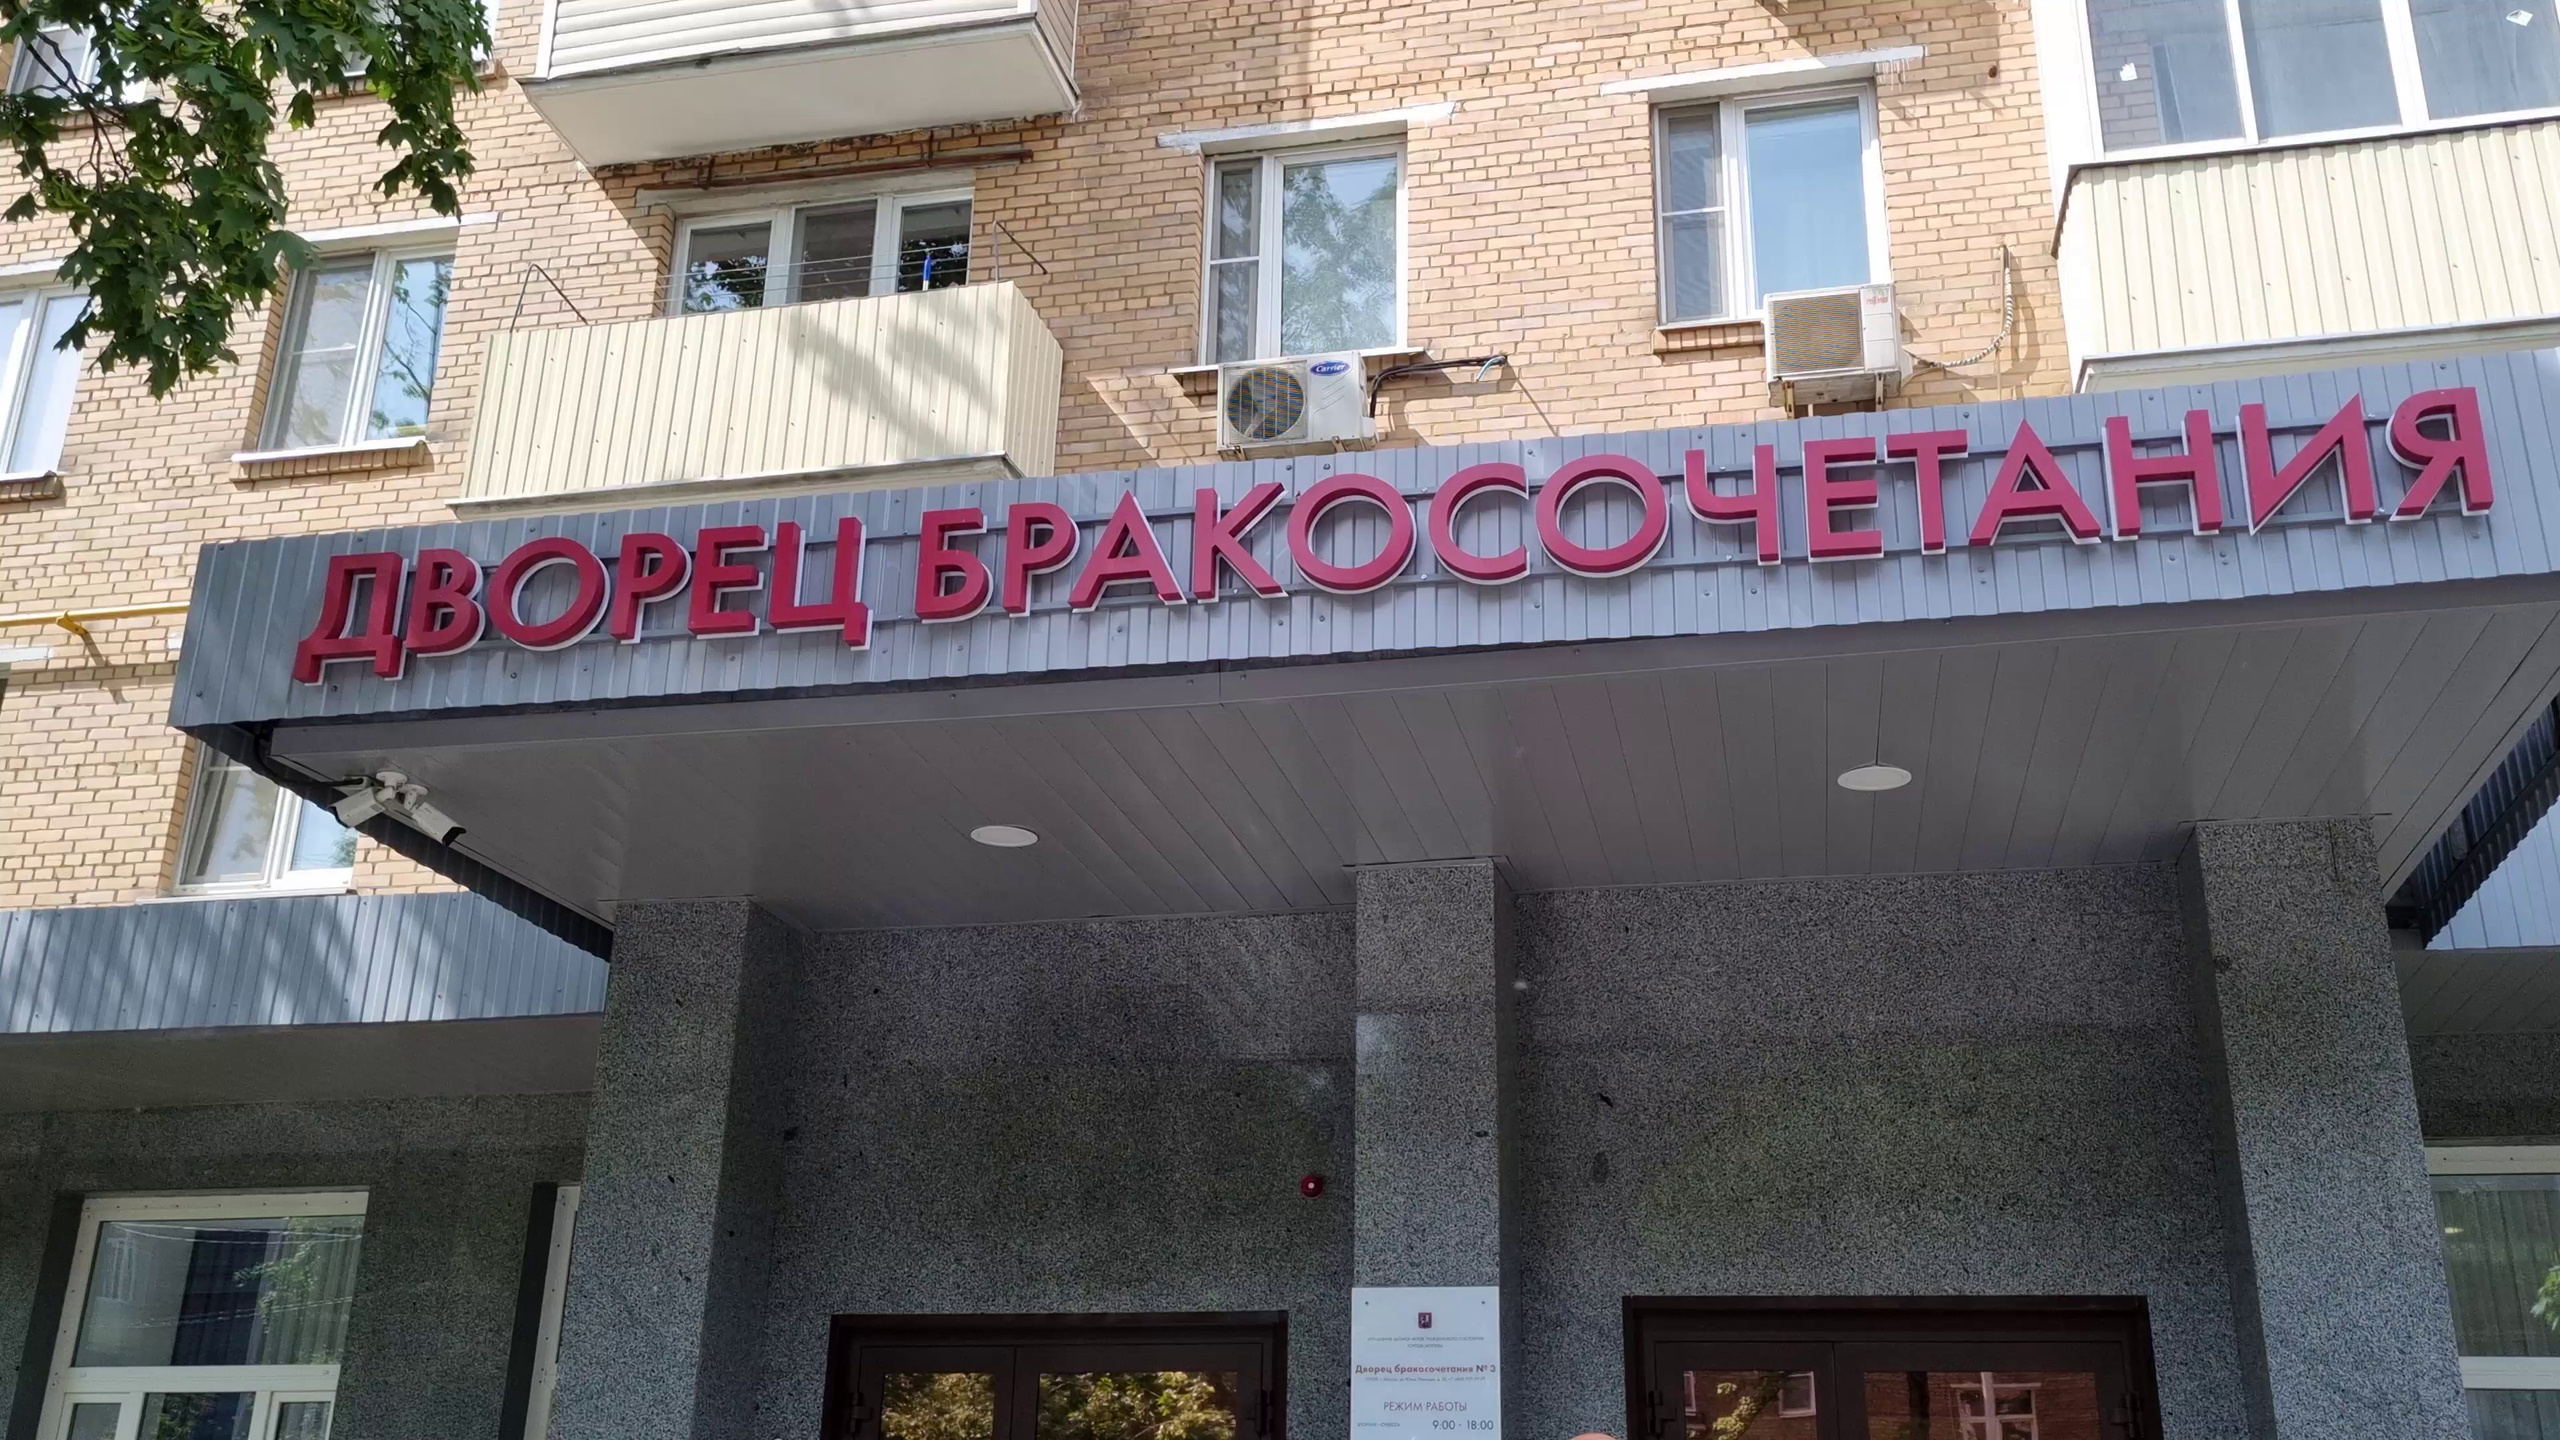 ДВОРЕЦ БРАКОСОЧЕТАНИЯ
Carrier
Дворец бракосочетания № 3
РЕЖИМ РАБОТЫ
9:00 - 18:00